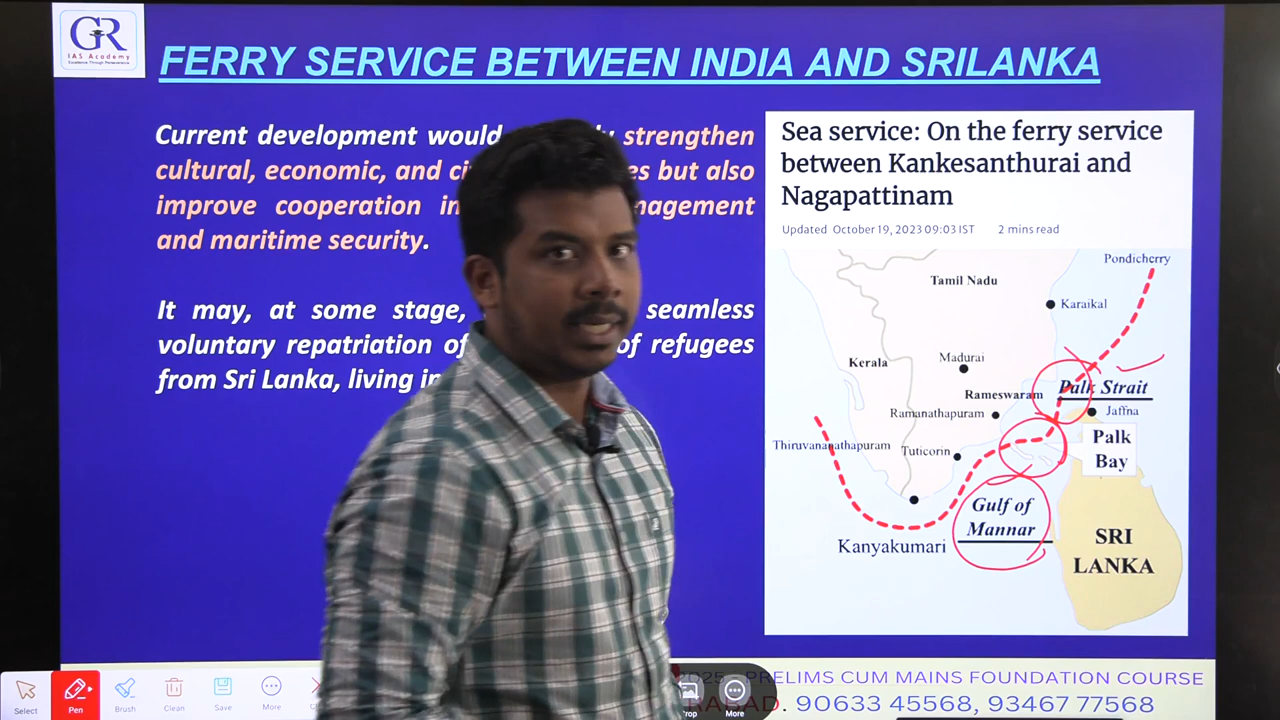 GR
IAS Academy
Excellence Through Perseverance
FERRY SERVICE BETWEEN INDIA AND SRILANKA
Current development would strengthen
cultural, economic, and but also
improve cooperation in
and maritime security.
It may, at some stage, seamless
voluntary repatriation of of refugees
from Sri Lanka, living in
Sea service: On the ferry service
between Kankesanthurai and
Nagapattinam
Updated October 19, 2023 09:03 IST 2 mins read
Pondicherry
Tamil Nadu
Karaikal
Madurai
Kerala
Rameswaram
Palk Strait
Ramanathapuram
Jaffna
Thiruvananathapuram
Tuticorin
Palk
Bay
Gulf of
Mannar
Kanyakumari
SRI
LANKA
PRELIMS CUM MAINS FOUNDATION COURSE
90633 45568, 93467 77568
Select
Pen
Brush
Clean
Save
More
More